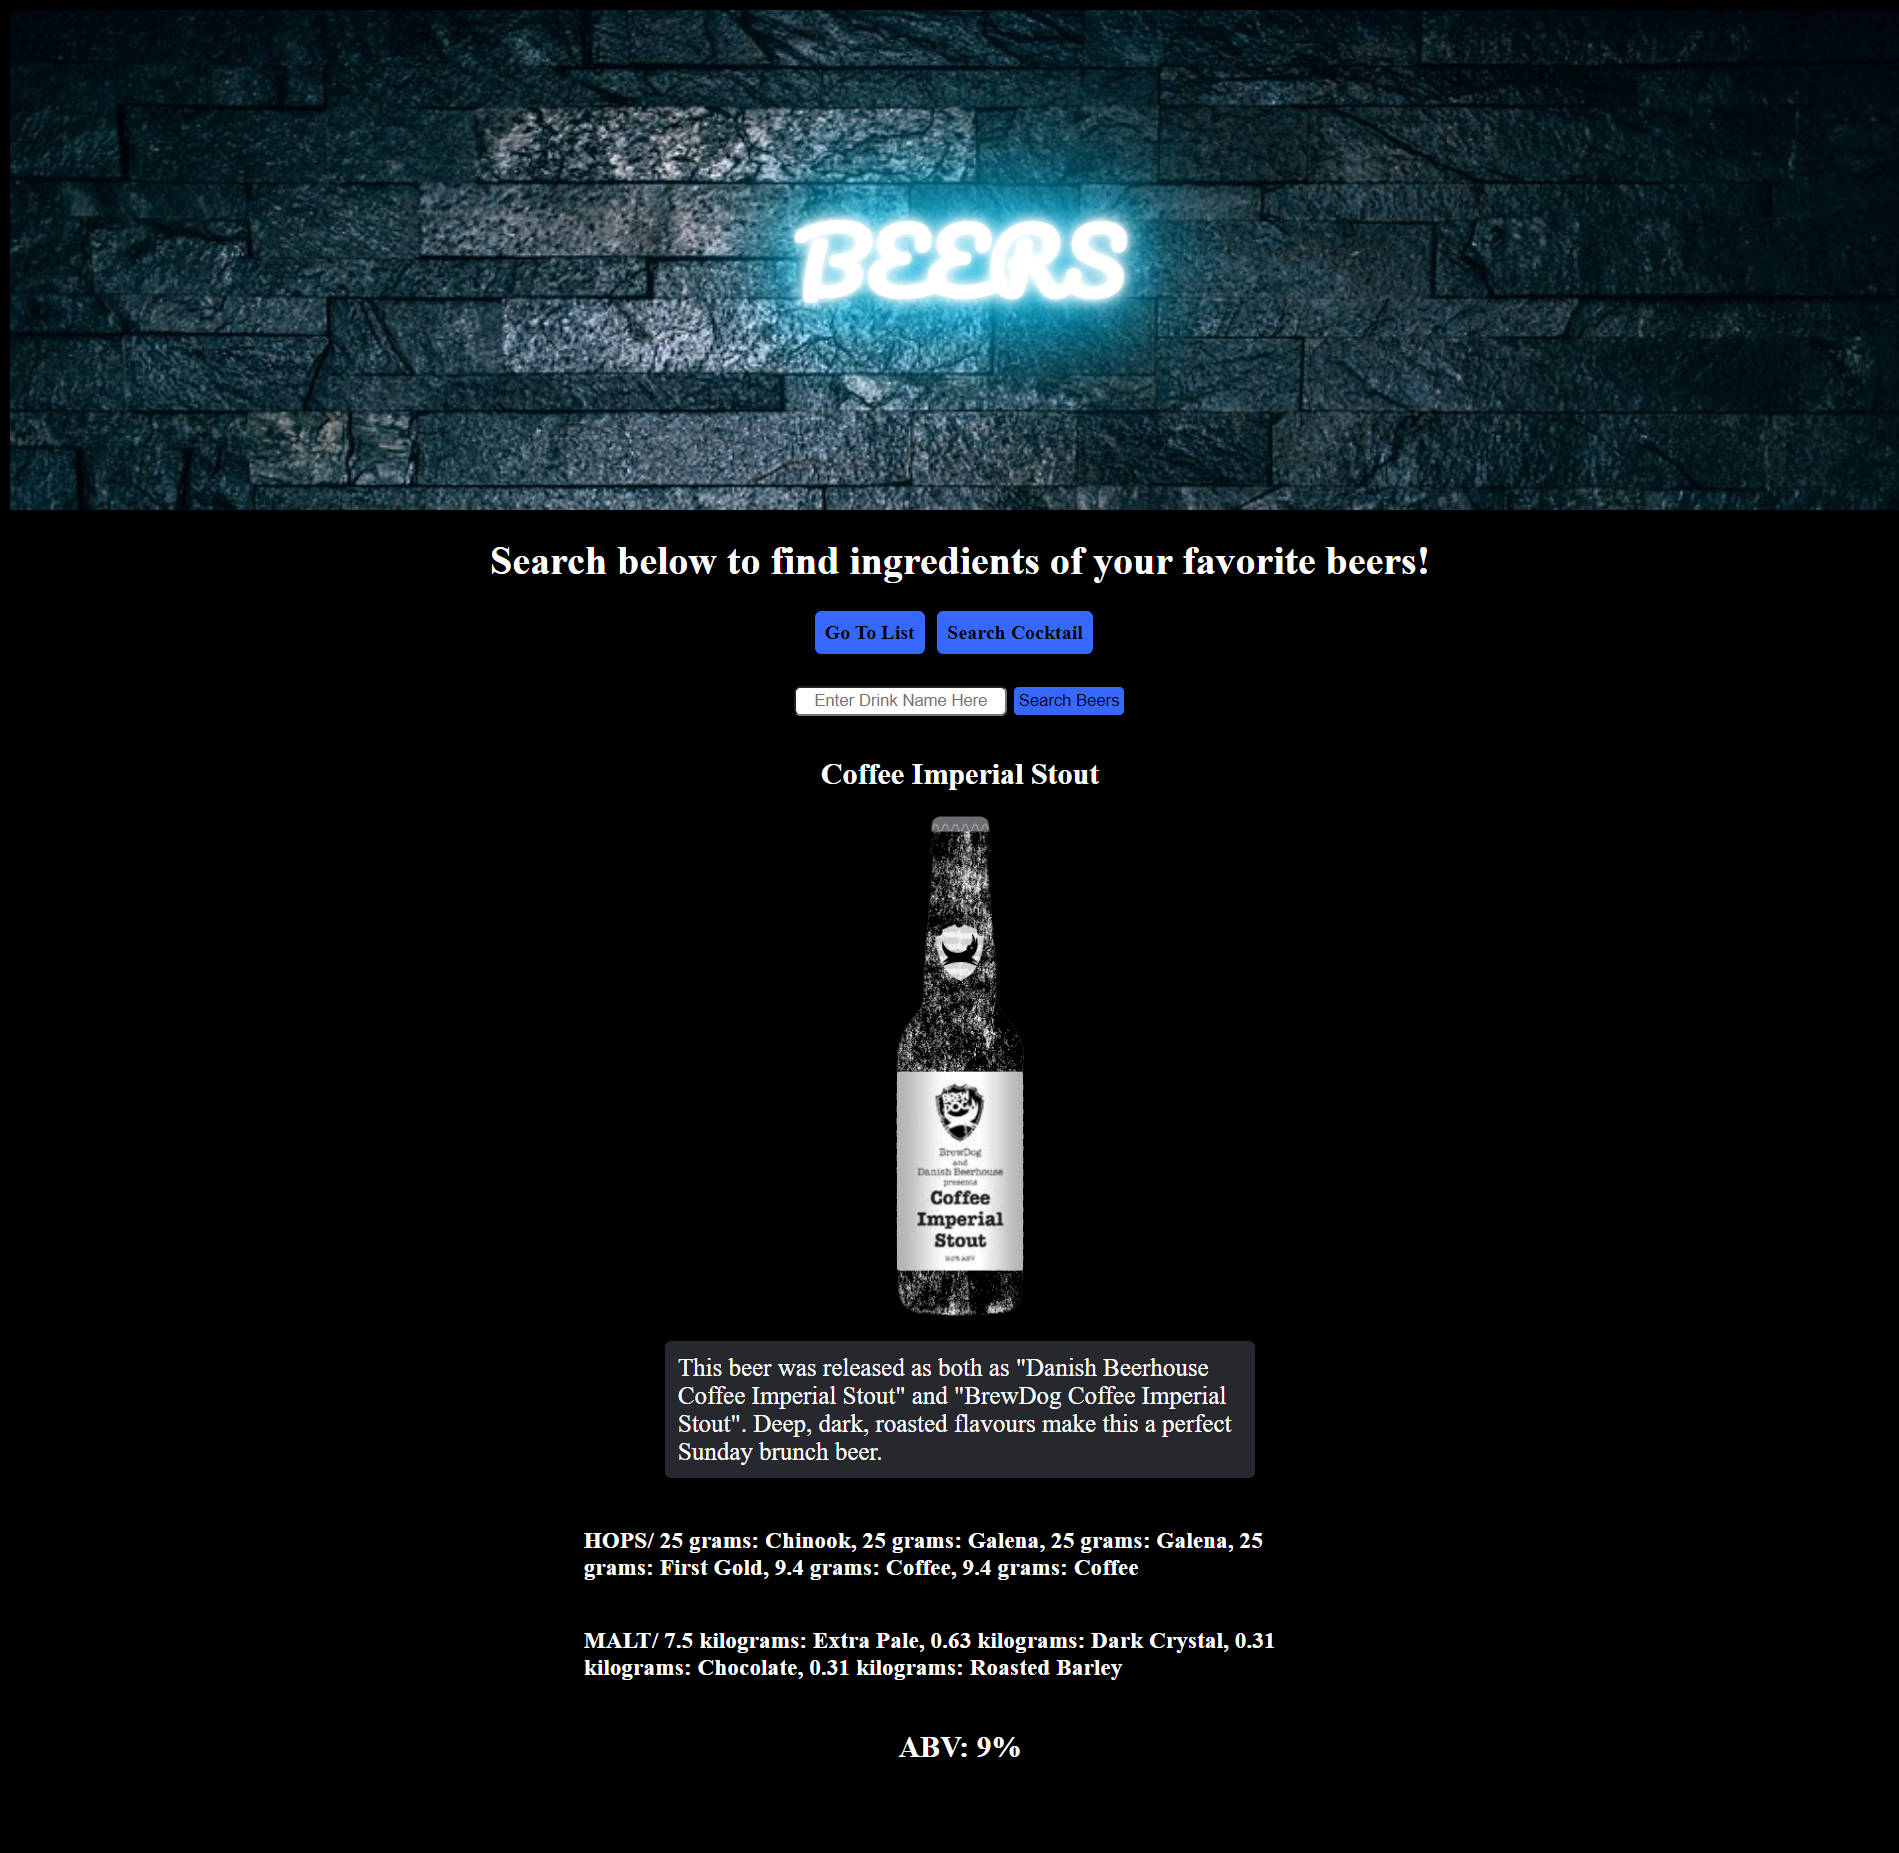 BEERS
Search below to find ingredients of your favorite beers!
Go To List Search Cocktail
Enter Drink Name Here Search Beers
Coffee Imperial Stout
BREW
DOG
BrewDog
and
Danish Beerhouse
presents
Coffee
Imperial
Stout
9.0% ABV
This beer was released as both as "Danish Beerhouse
Coffee Imperial Stout" and "BrewDog Coffee Imperial
Stout". Deep, dark, roasted flavours make this a perfect
Sunday brunch beer.
HOPS/ 25 grams: Chinook, 25 grams: Galena, 25 grams: Galena, 25
grams: First Gold, 9.4 grams: Coffee, 9.4 grams: Coffee
MALT/ 7.5 kilograms: Extra Pale, 0.63 kilograms: Dark Crystal, 0.31
kilograms: Chocolate, 0.31 kilograms: Roasted Barley
ABV: 9%